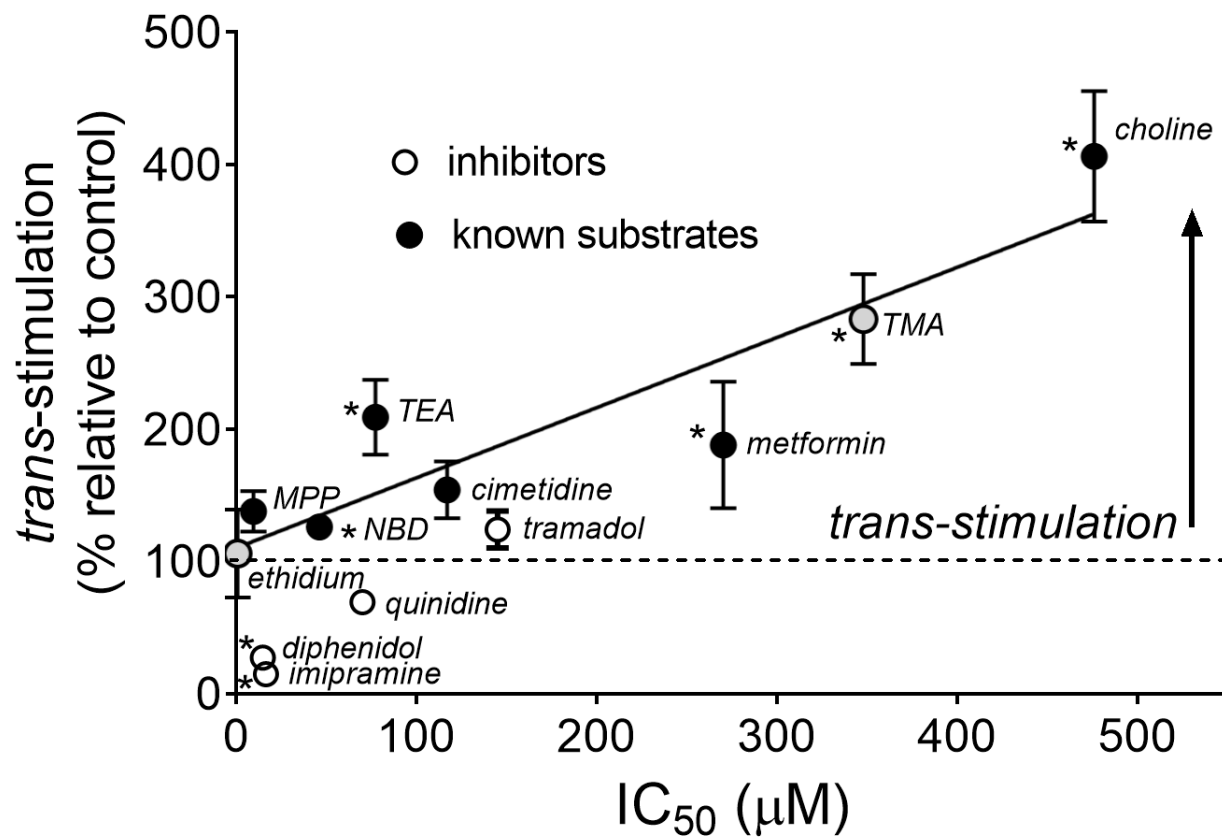 trans-stimulation
(% relative to control)
500
400
300
200
100
0
inhibitors
known substrates
* choline
* TMA
* TEA
* metformin
MPP
cimetidine
* NBD
tramadol
trans-stimulation
ethidium
quinidine
* diphenidol
* imipramine
0 100 200 300 400 500
IC50 (μM)